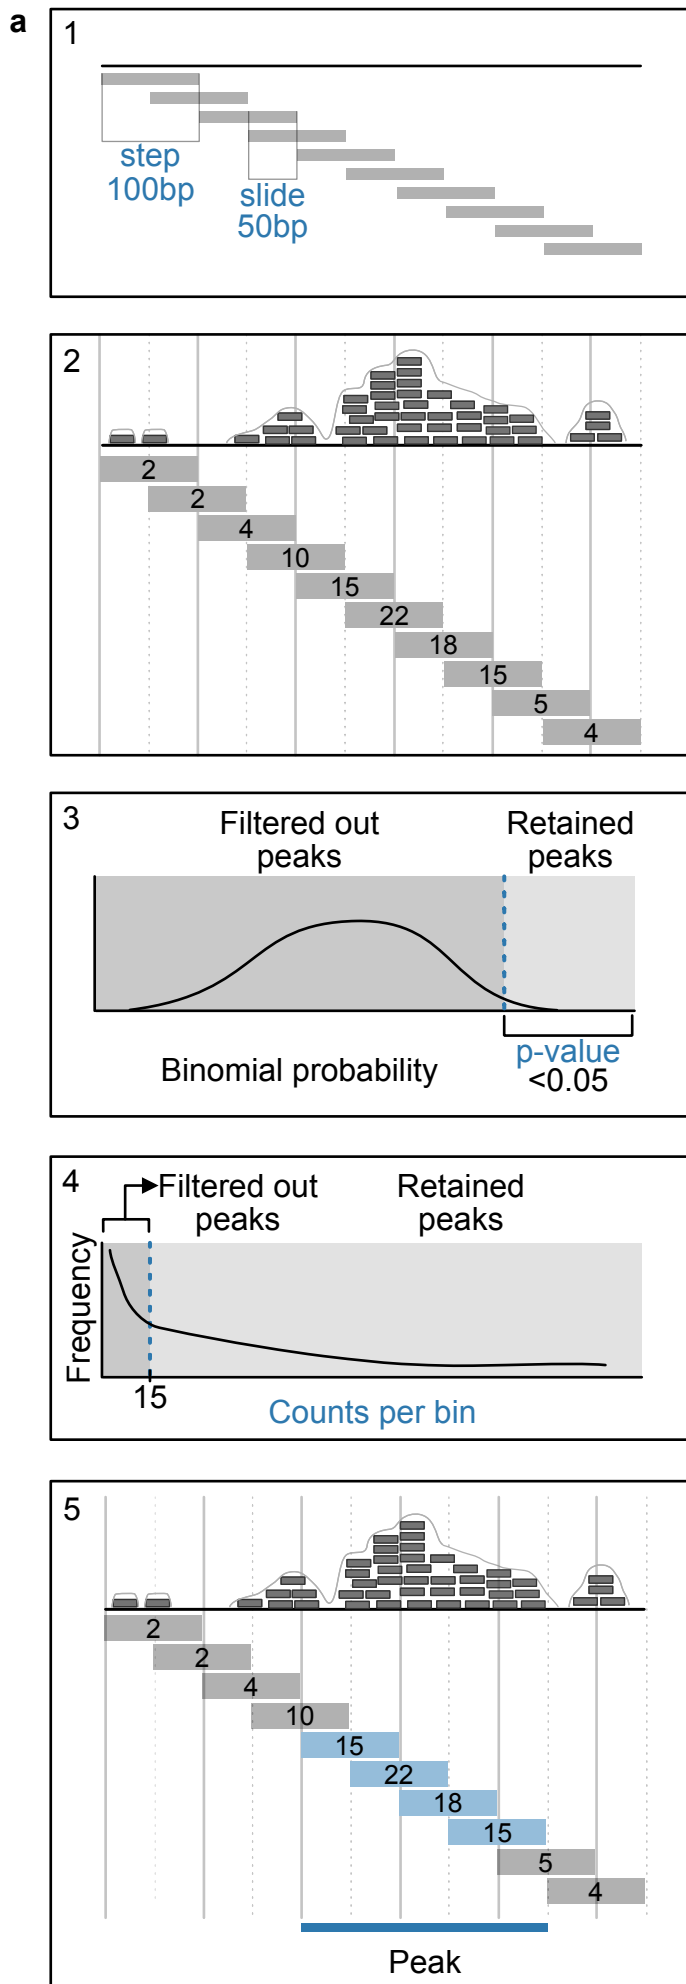 a
1
step
100bp
slide
50bp
2
2
2
4
10
15
22
18
15
5
4
3
Filtered out
peaks
Retained
peaks
p-value
<0.05
Binomial probability
4
Filtered out
peaks
Retained
peaks
Frequency
15
Counts per bin
5
2
2
4
10
15
22
18
15
5
4
Peak